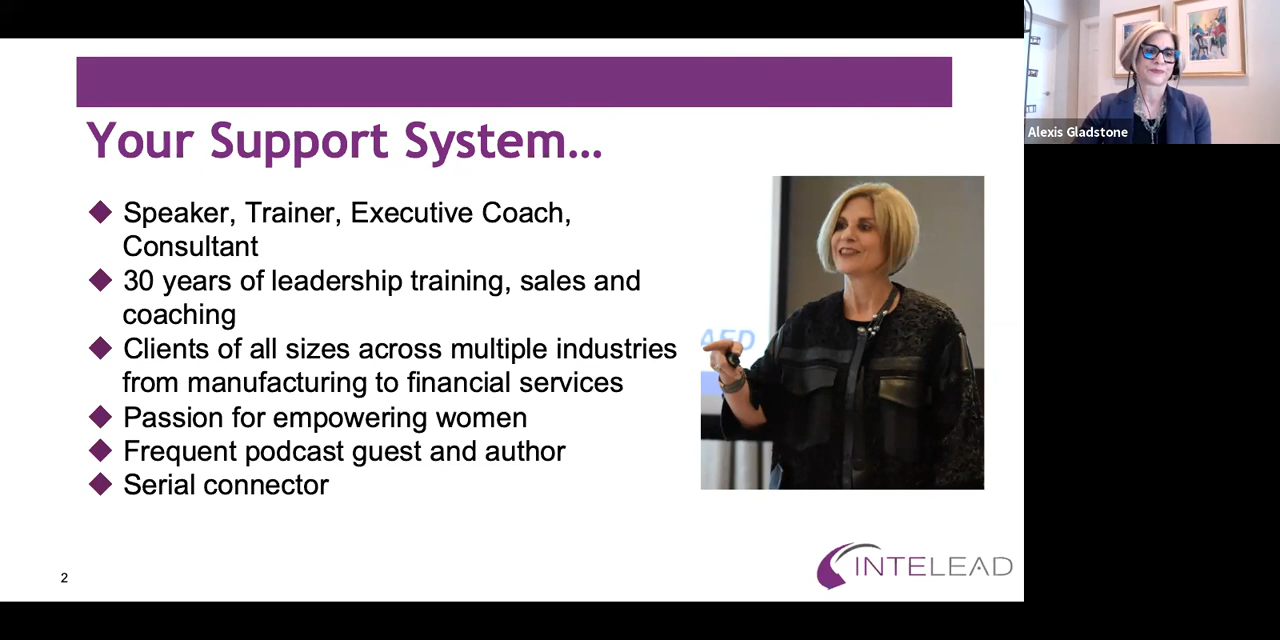 Your Support System…
Speaker, Trainer, Executive Coach,
Consultant
30 years of leadership training, sales and
coaching
Clients of all sizes across multiple industries
from manufacturing to financial services
Passion for empowering women
Frequent podcast guest and author
Serial connector
2
INTELEAD
Alexis Gladstone